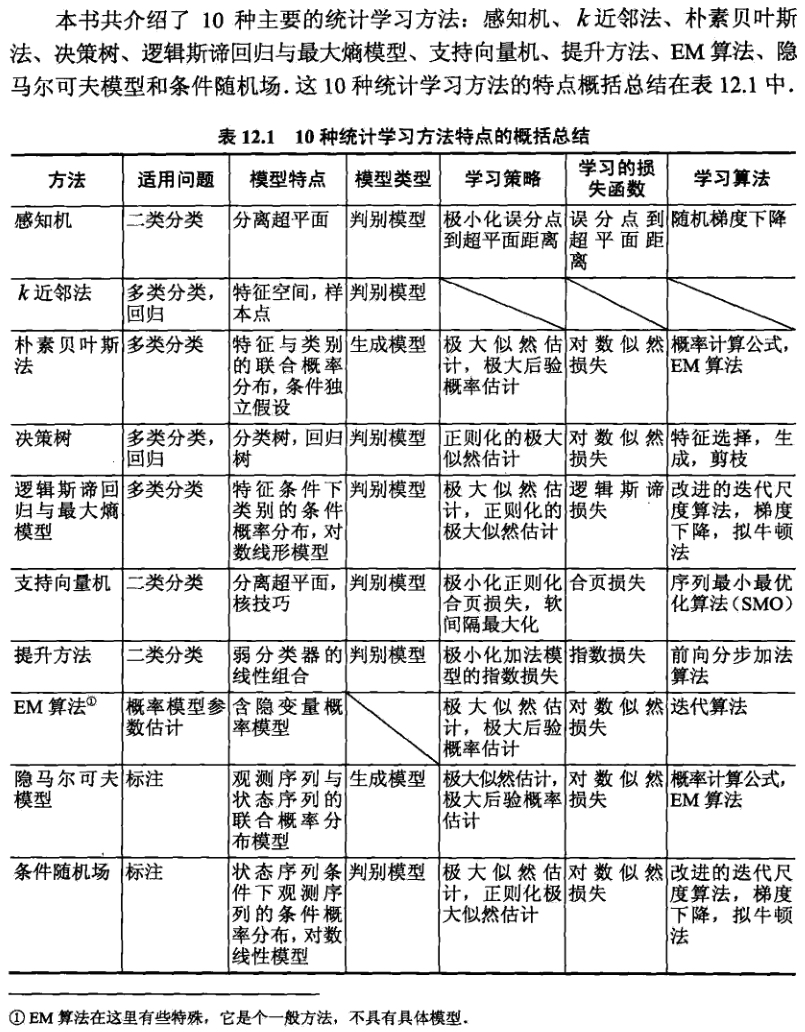 本书共介绍了 10 种主要的统计学习方法：感知机、k 近邻法、朴素贝叶斯
法、决策树、逻辑斯谛回归与最大熵模型、支持向量机、提升方法、EM 算法、隐
马尔可夫模型和条件随机场．这 10 种统计学习方法的特点概括总结在表 12.1 中．
表 12.1　10 种统计学习方法特点的概括总结
方法 适用问题 模型特点 模型类型 学习策略 学习的损 学习算法
失函数
感知机 二类分类 分离超平面 判别模型 极小化误分点 误分点到 随机梯度下降
到超平面距离 超平面距
离
k 近邻法 多类分类， 特征空间，样 判别模型
回归 本点
朴素贝叶斯 多类分类 特征与类别 生成模型 极大似然估 对数似然 概率计算公式，
法 的联合概率 计，极大后验 损失 EM 算法
分布，条件独 概率估计
立假设
决策树 多类分类， 分类树，回归 判别模型 正则化的极大 对数似然 特征选择，生
回归 树 似然估计 损失 成，剪枝
逻辑斯谛回 多类分类 特征条件下 判别模型 极大似然估 逻辑斯谛 改进的迭代尺
归与最大熵 类别的条件 计，正则化的 损失 度算法，梯度
模型 概率分布，对 极大似然估计 下降，拟牛顿
数线形模型 法
支持向量机 二类分类 分离超平面， 判别模型 极小化正则化 合页损失 序列最小最优
核技巧 合页损失，软 化算法（SMO）
间隔最大化
提升方法 二类分类 弱分类器的 判别模型 极小化加法模 指数损失 前向分步加法
线性组合 型的指数损失 算法
EM 算法① 概率模型参 含隐变量概 极大似然估 对数似然 迭代算法
数估计 率模型 计，极大后验 损失
概率估计
隐马尔可夫 标注 观测序列与 生成模型 极大似然估计， 对数似然 概率计算公式，
模型 状态序列的 极大后验概率 损失 EM 算法
联合概率分 估计
布模型
条件随机场 标注 状态序列条 判别模型 极大似然估 对数似然 改进的迭代尺
件下观测序 计，正则化极 损失 度算法，梯度
列的条件概 大似然估计 下降，拟牛顿
率分布，对数 法
线性模型
① EM 算法在这里有些特殊，它是个一般方法，不具有具体模型．